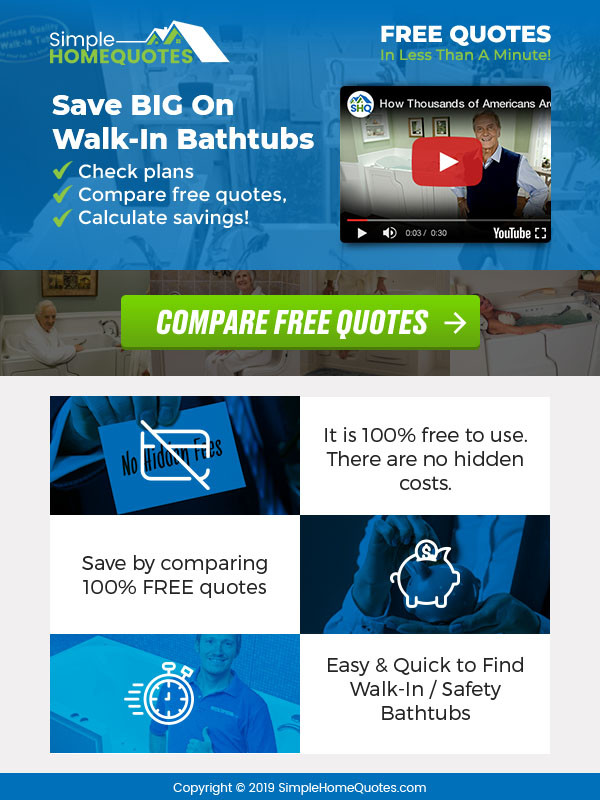 Simple
HOMEQUOTES
FREE QUOTES
In Less Than A Minute!
Save BIG On
Walk-In Bathtubs
Check plans
Compare free quotes,
Calculate savings!
SHQ
How Thousands of Americans Are
0:03 / 0:30
YouTube
COMPARE FREE QUOTES
No Hidden Fees
It is 100% free to use.
There are no hidden
costs.
Save by comparing
100% FREE quotes
$
Easy & Quick to Find
Walk-In / Safety
Bathtubs
Copyright © 2019 SimpleHomeQuotes.com